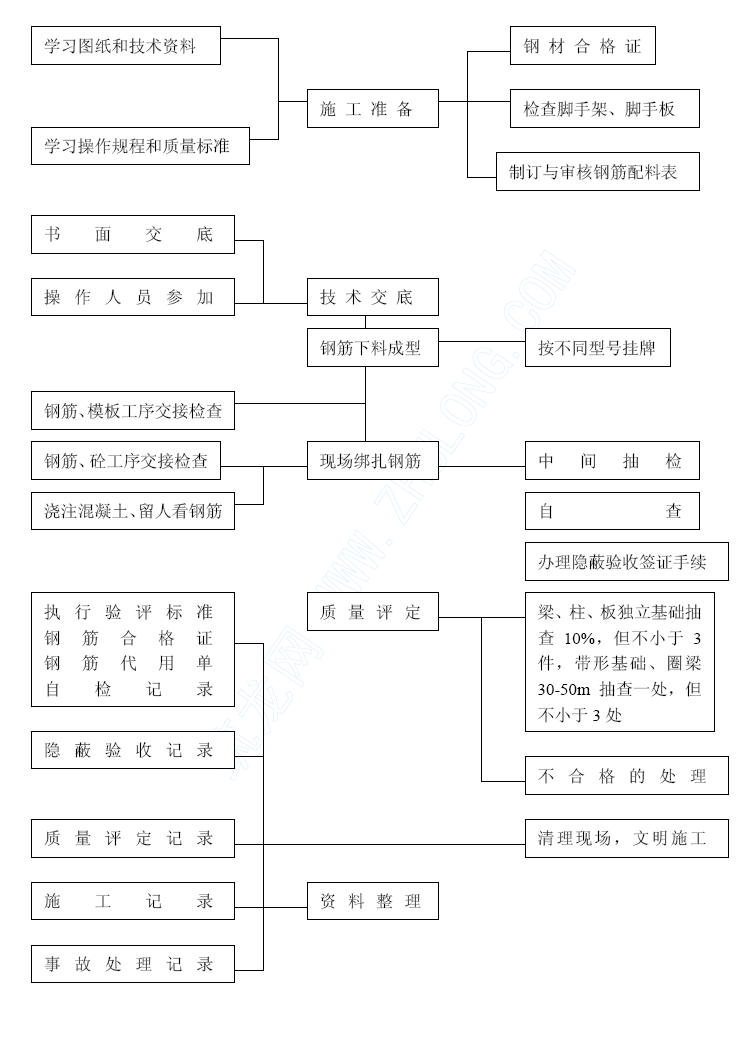 学习图纸和技术资料
钢材合格证
施工准备
检查脚手架、脚手板
学习操作规程和质量标准
制订与审核钢筋配料表
书面交底
操作人员参加
技术交底
钢筋下料成型
按不同型号挂牌
钢筋、模板工序交接检查
钢筋、砼工序交接检查
现场绑扎钢筋
中间抽检
浇注混凝土、留人看钢筋
自查
办理隐蔽验收签证手续
执行验评标准
钢筋合格证
钢筋代用单
自检记录
质量评定
梁、柱、板独立基础抽
查 10%，但不小于 3
件，带形基础、圈梁
30-50m 抽查一处，但
不小于 3 处
隐蔽验收记录
不合格的处理
质量评定记录
清理现场，文明施工
施工记录
资料整理
事故处理记录
筑龙网 WWW.ZHULONG.COM